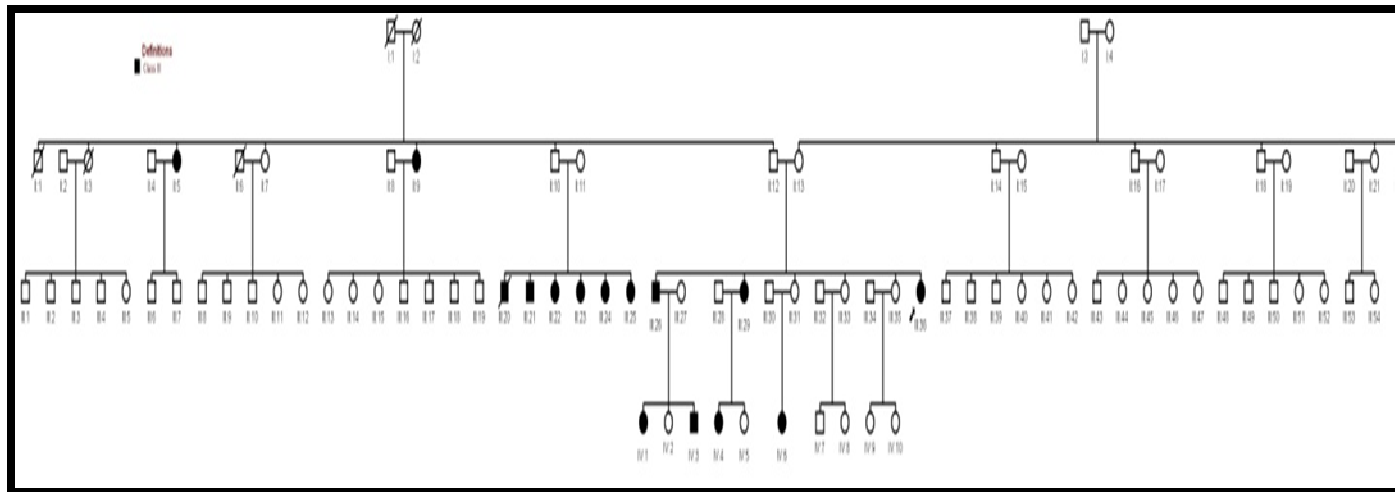 I:1 I:2 I:3 I:4
Definitions
Class III
II:1 II:2 II:3 II:4 II:5 II:6 II:7 II:8 II:9 II:10 II:11 II:12 II:13 II:14 II:15 II:16 II:17 II:18 II:19 II:20 II:21
III:1 III:2 III:3 III:4 III:5 III:6 III:7 III:8 III:9 III:10 III:11 III:12 III:13 III:14 III:15 III:16 III:17 III:18 III:19 III:20 III:21 III:22 III:23 III:24 III:25 III:26 III:27 III:28 III:29 III:30 III:31 III:32 III:33 III:34 III:35 III:36 III:37 III:38 III:39 III:40 III:41 III:42 III:43 III:44 III:45 III:46 III:47 III:48 III:49 III:50 III:51 III:52 III:53 III:54
IV:1 IV:2 IV:3 IV:4 IV:5 IV:6 IV:7 IV:8 IV:9 IV:10